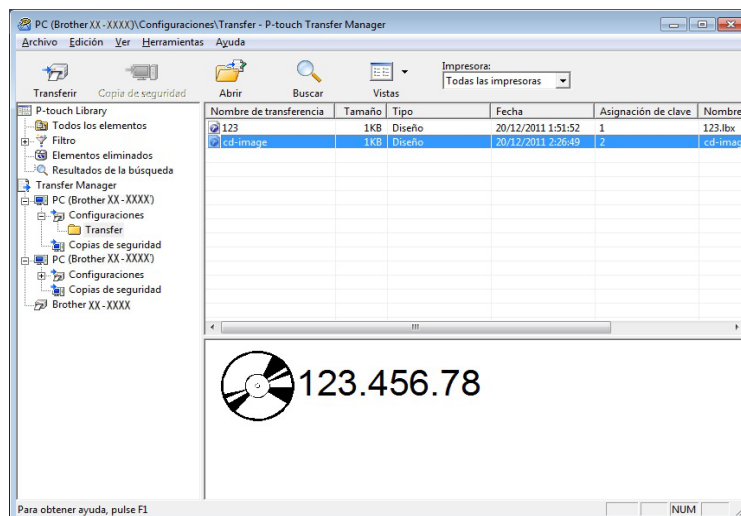 PC (Brother XX-XXXX)\Configuraciones\Transfer - P-touch Transfer Manager
Archivo Edición Ver Herramientas Ayuda
Transferir Copia de seguridad Abrir Buscar Vistas
Impresora:
Todas las impresoras
P-touch Library
Todos los elementos
Filtro
Elementos eliminados
Resultados de la búsqueda
Transfer Manager
PC (Brother XX-XXXX)
Configuraciones
Transfer
Copias de seguridad
PC (Brother XX-XXXX)
Configuraciones
Copias de seguridad
Brother XX-XXXX
Nombre de transferencia Tamaño Tipo Fecha Asignación de clave Nombre
123 1KB Diseño 20/12/2011 1:51:52 1 123.lbx
cd-image 1KB Diseño 20/12/2011 2:26:49 2 cd-imag
123.456.78
Para obtener ayuda, pulse F1 NUM